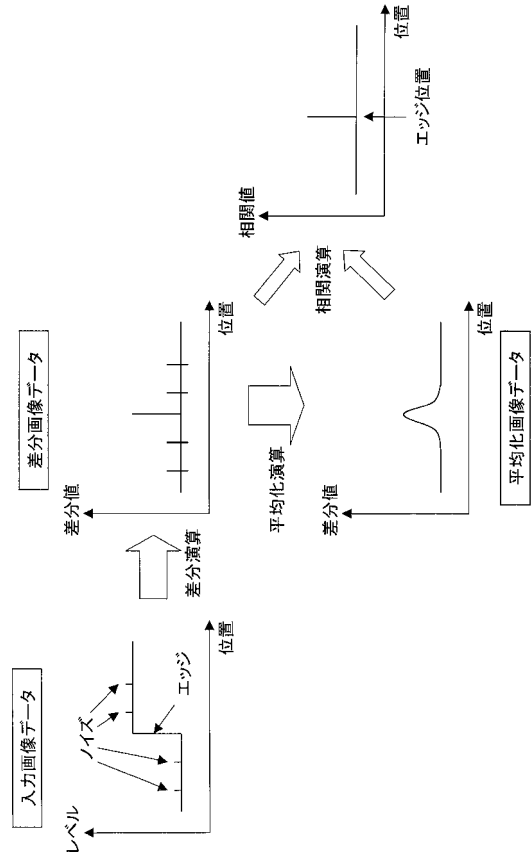 入力画像データ
レベル
ノイズ
エッジ
位置
差分演算
差分画像データ
差分値
位置
平均化演算
差分値
位置
平均化画像データ
相関演算
相関値
エッジ位置
位置